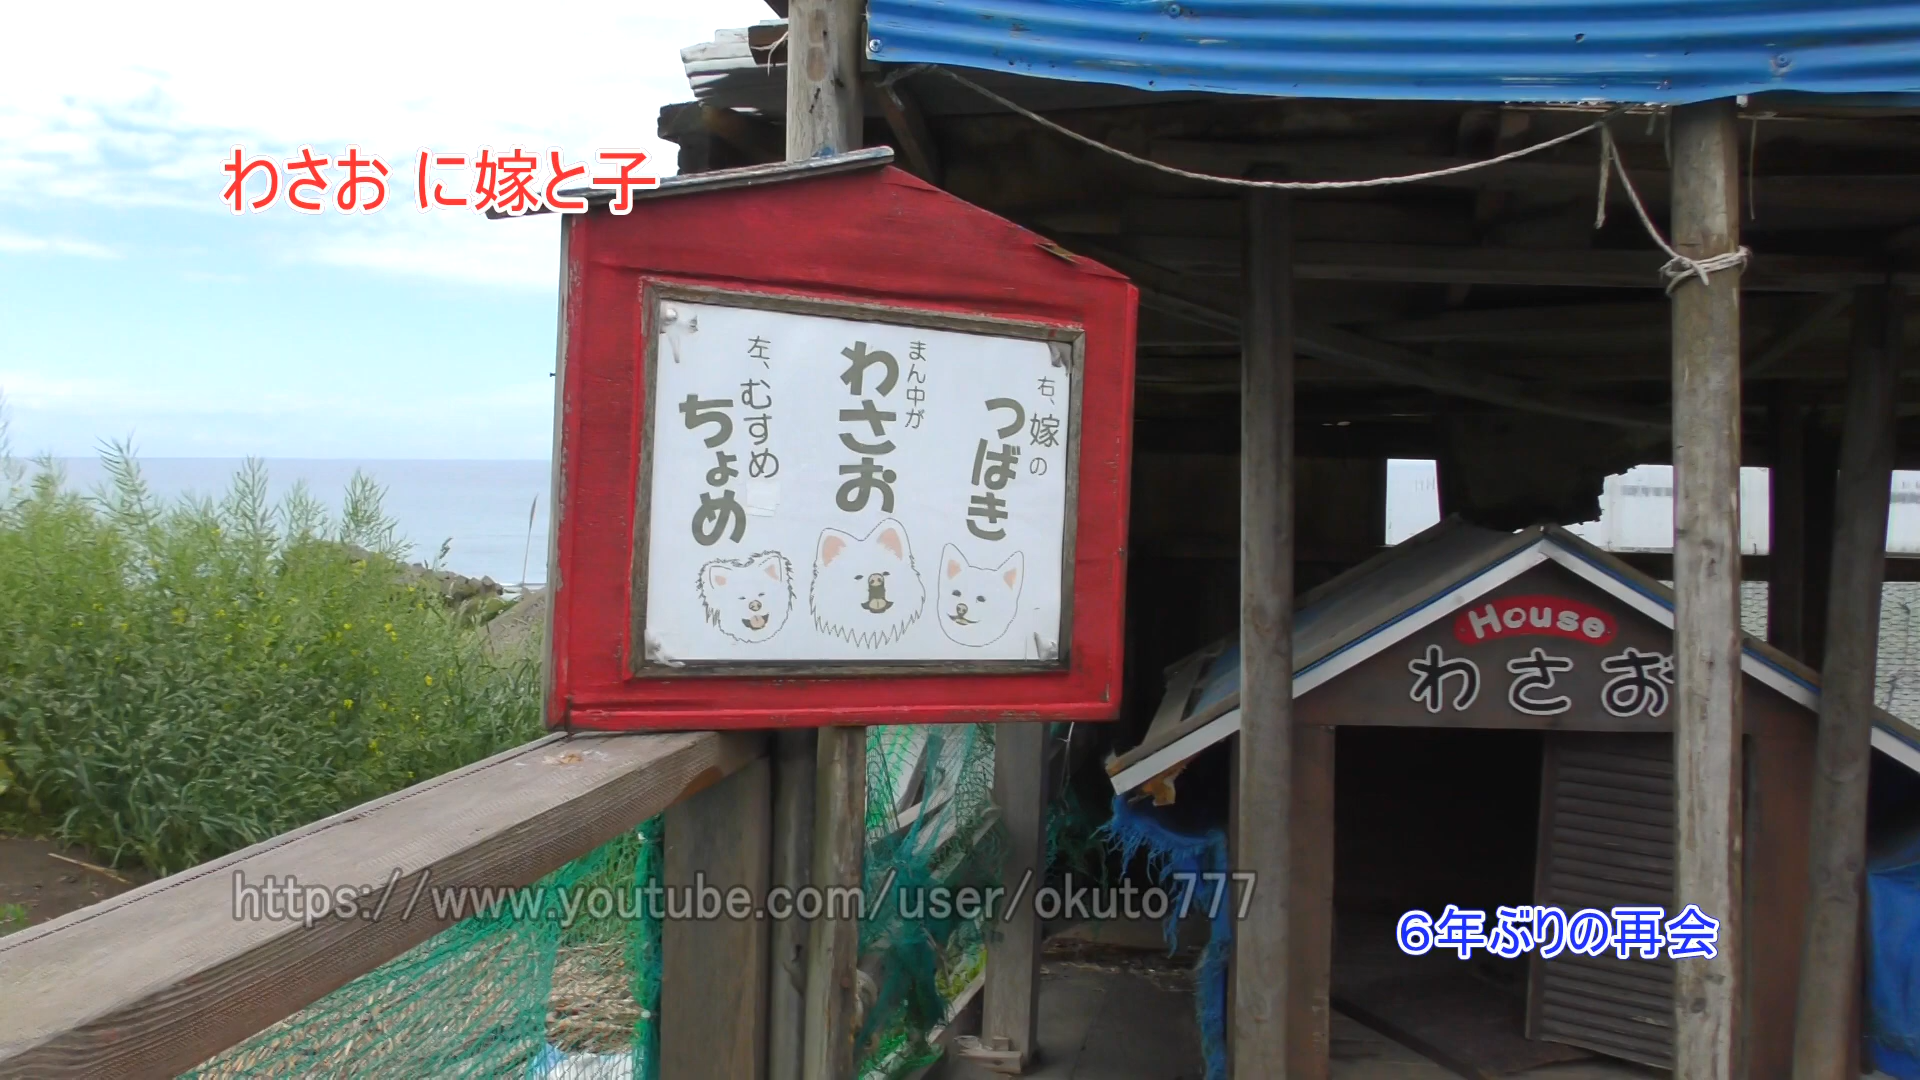 わさお に嫁と子
右、嫁の
つばき
まん中が
わさお
左、むすめ
ちょめ
House
わさお
https://www.youtube.com/user/okuto777
6年ぶりの再会